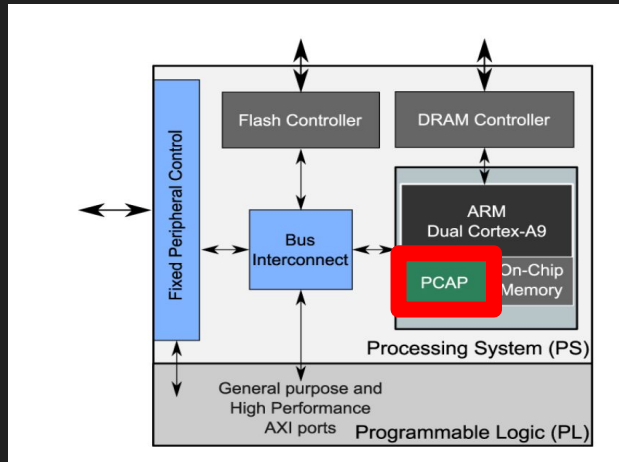 Flash Controller
DRAM Controller
Fixed Peripheral Control
ARM
Dual Cortex-A9
Bus
Interconnect
PCAP
On-Chip
Memory
Processing System (PS)
General purpose and
High Performance
AXI ports
Programmable Logic (PL)